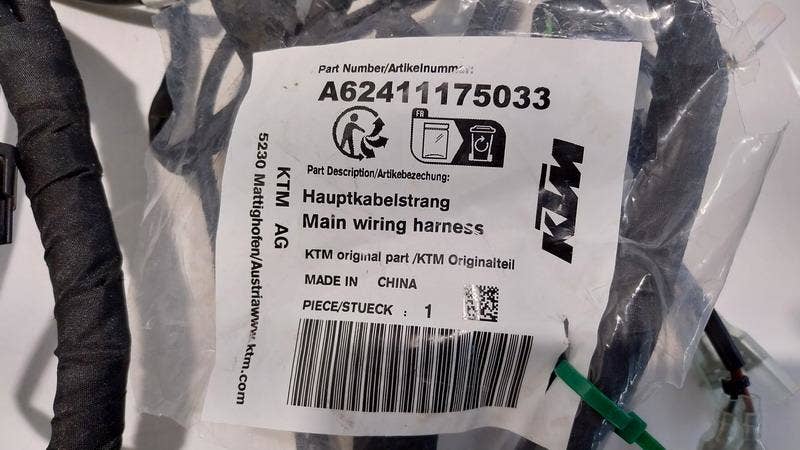 Part Number/Artikelnummer:
A62411175033
FR
Part Description/Artikebezechung:
Hauptkabelstrang
Main wiring harness
KTM original part /KTM Originalteil
MADE IN CHINA
PIECE/STUECK : 1
KTM AG
5230 Mattighofen/Austriawww.ktm.com
KTM